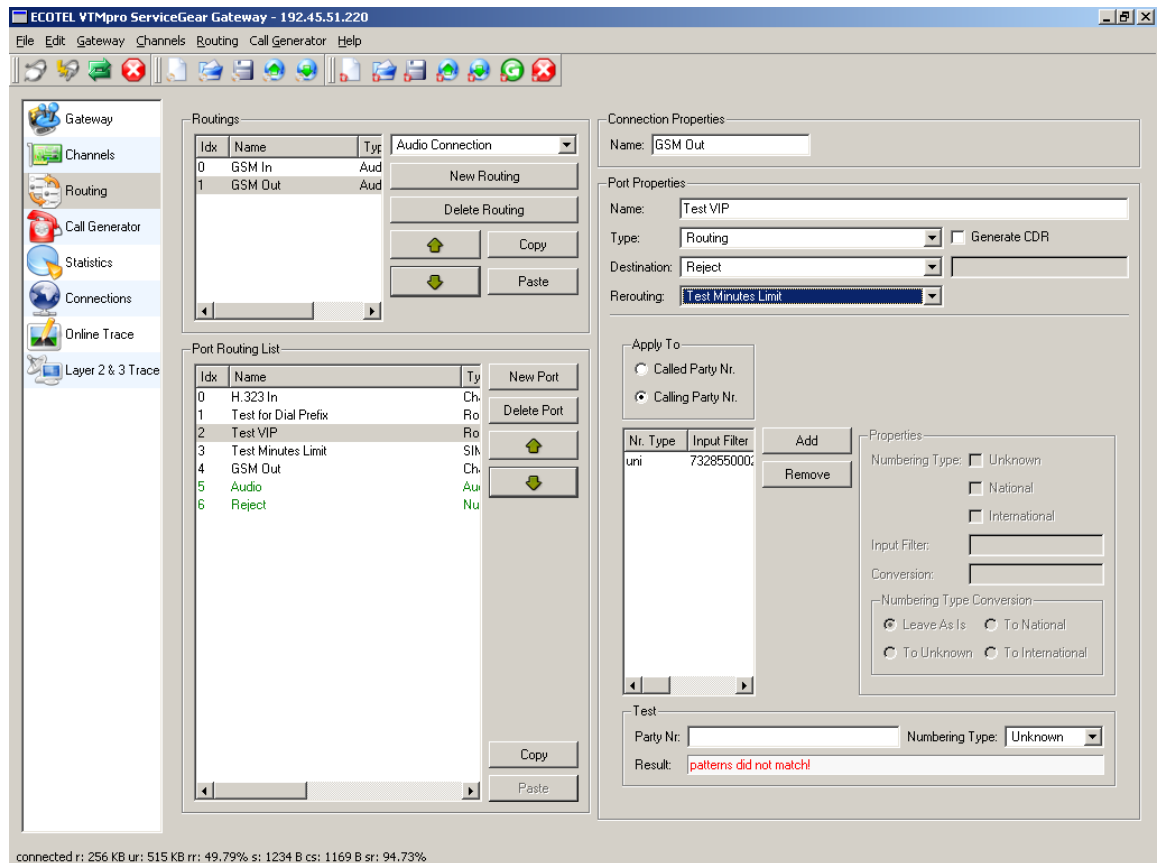 ECOTEL VTMpro ServiceGear Gateway - 192.45.51.220
File Edit Gateway Channels Routing Call Generator Help
Gateway
Channels
Routing
Call Generator
Statistics
Connections
Online Trace
Layer 2 & 3 Trace
Routings
Idx Name Typ
0 GSM In Aud
1 GSM Out Aud
Audio Connection
New Routing
Delete Routing
Copy
Paste
Port Routing List
Idx Name Ty
0 H.323 In Cha
1 Test for Dial Prefix Ro
2 Test VIP Ro
3 Test Minutes Limit SIM
4 GSM Out Cha
5 Audio Aud
6 Reject Nu
New Port
Delete Port
Copy
Paste
Connection Properties
Name: GSM Out
Port Properties
Name: Test VIP
Type: Routing Generate CDR
Destination: Reject
Rerouting: Test Minutes Limit
Apply To
Called Party Nr.
Calling Party Nr.
Nr. Type Input Filter
uni 732855000
Add
Remove
Properties
Numbering Type: Unknown
National
International
Input Filter:
Conversion:
Numbering Type Conversion
Leave As Is To National
To Unknown To International
Test
Party Nr: Numbering Type: Unknown
Result: patterns did not match!
connected r: 256 KB ur: 515 KB rr: 49.79% s: 1234 B cs: 1169 B sr: 94.73%